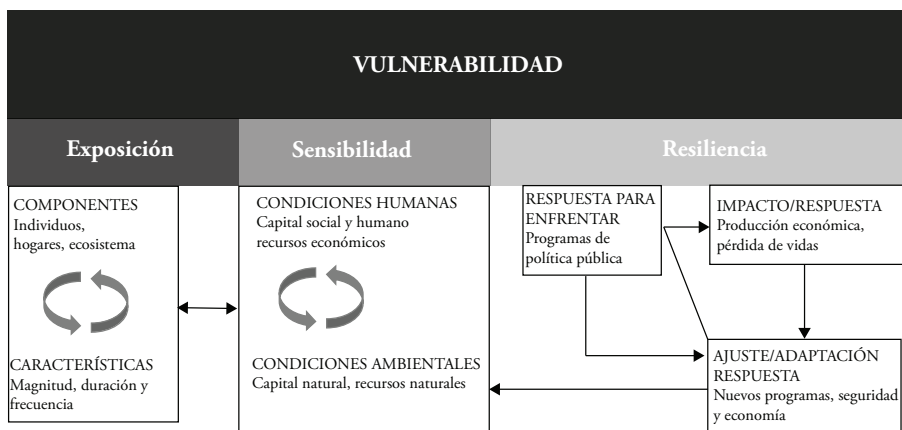 VULNERABILIDAD
Exposición
Sensibilidad
Resiliencia
COMPONENTES
Individuos,
hogares, ecosistema
CARACTERÍSTICAS
Magnitud, duración y
frecuencia
CONDICIONES HUMANAS
Capital social y humano
recursos económicos
CONDICIONES AMBIENTALES
Capital natural, recursos naturales
RESPUESTA PARA
ENFRENTAR
Programas de
política pública
IMPACTO/RESPUESTA
Producción económica,
pérdida de vidas
AJUSTE/ADAPTACIÓN
RESPUESTA
Nuevos programas, seguridad
y economía